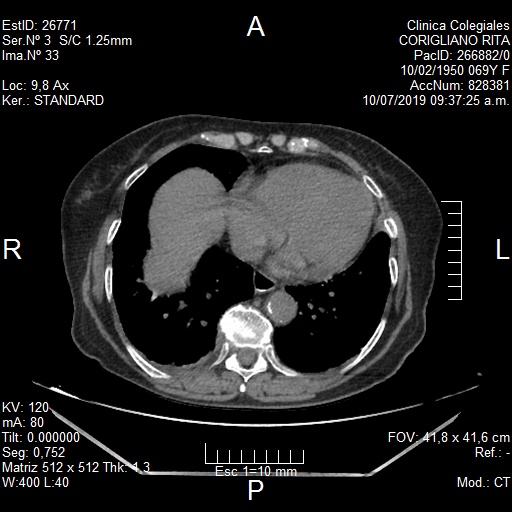 EstID: 26771
Ser.Nº 3 S/C 1.25mm
Ima.Nº 33
Loc: 9,8 Ax
Ker.: STANDARD
A
Clinica Colegiales
CORIGLIANO RITA
PacID: 266882/0
10/02/1950 069Y F
AccNum: 828381
10/07/2019 09:37:25 a.m.
R
L
KV: 120
mA: 80
Tilt: 0.000000
Seg: 0,752
Matriz 512 x 512 Thk: 1.3
W:400 L:40
Esc 1=10 mm
P
FOV: 41,8 x 41,6 cm
Ref.: -
Mod.: CT